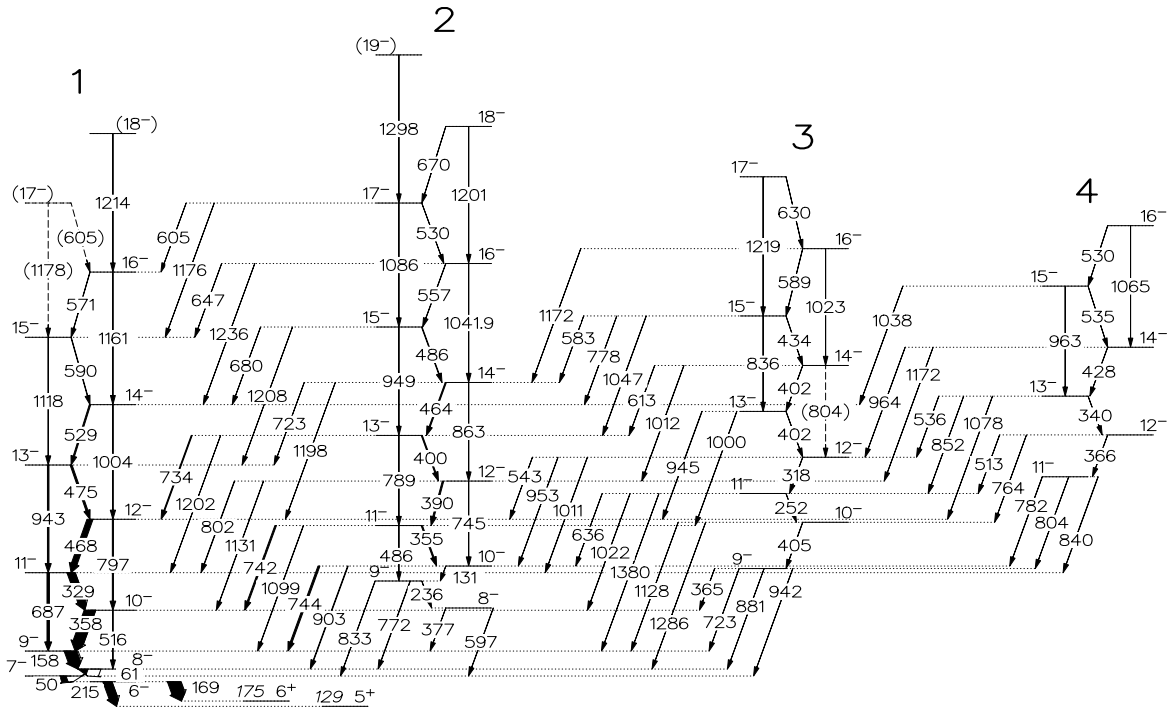 2
(19⁻)
1
(18⁻) 1298 18⁻
3
670
17⁻
4
(17⁻) 1214 17⁻ 1201
630
(605) 605 530 1219 16⁻ 16⁻
(1178) 16⁻ 1176 1086 16⁻ 530
571 647 557 589 15⁻ 1065
1041.9 1023
15⁻ 1161 1236 15⁻ 1172 583 15⁻ 1038 963 535
590 680 486 778 434 14⁻ 14⁻
1118 14⁻ 1208 949 14⁻ 1047 836 402 1172 428
723 464 613 13⁻ (804) 964 13⁻
529 1198 863 1012 402 536 1078 340
13⁻ 1004 734 13⁻ 400 1000 12⁻ 852 12⁻
475 1202 789 12⁻ 543 945 318 513 366
943 12⁻ 802 390 953 11⁻ 764 11⁻
468 1131 11⁻ 745 1011 252 10⁻ 782
11⁻ 797 742 355 636 1022 405 804
329 1099 486 10⁻ 1380 9⁻ 840
687 10⁻ 744 9⁻ 131 1128 365
358 516 903 236 8⁻ 1286 881 942
9⁻ 833 772 377 597 723
158 8⁻
7⁻ 61
50 215 6⁻ 169 175 6⁺ 129 5⁺